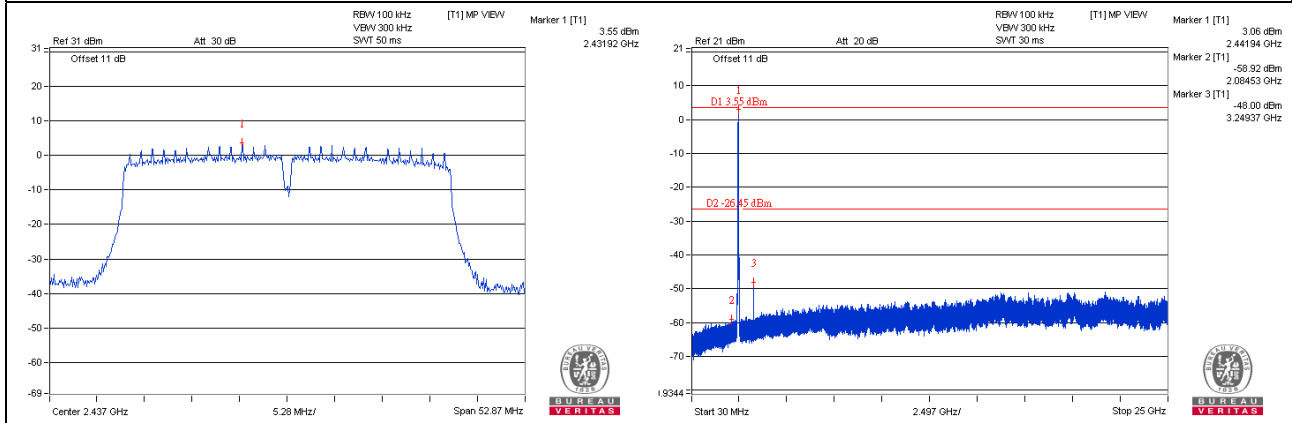 RBW 100 kHz
VBW 300 kHz
SWT 50 ms
[T1] MP VIEW
Ref 31 dBm
Att 30 dB
Marker 1 [T1]
3.55 dBm
2.43192 GHz
31
Offset 11 dB
20
10
0
-10
-20
-30
-40
-50
-60
-69
1
Center 2.437 GHz
5.28 MHz/
Span 52.87 MHz
BUREAU VERITAS
1828
BUREAU
VERITAS
RBW 100 kHz
VBW 300 kHz
SWT 30 ms
[T1] MP VIEW
Ref 21 dBm
Att 20 dB
Marker 1 [T1]
3.06 dBm
2.44194 GHz
Marker 2 [T1]
-58.92 dBm
2.08453 GHz
Marker 3 [T1]
-48.00 dBm
3.24937 GHz
21
Offset 11 dB
10
1
D1 3.55 dBm
0
-10
-20
D2 -26.45 dBm
-30
-40
3
-50
2
-60
-70
.9344
Start 30 MHz
2.497 GHz/
Stop 25 GHz
BUREAU VERITAS
1828
BUREAU
VERITAS